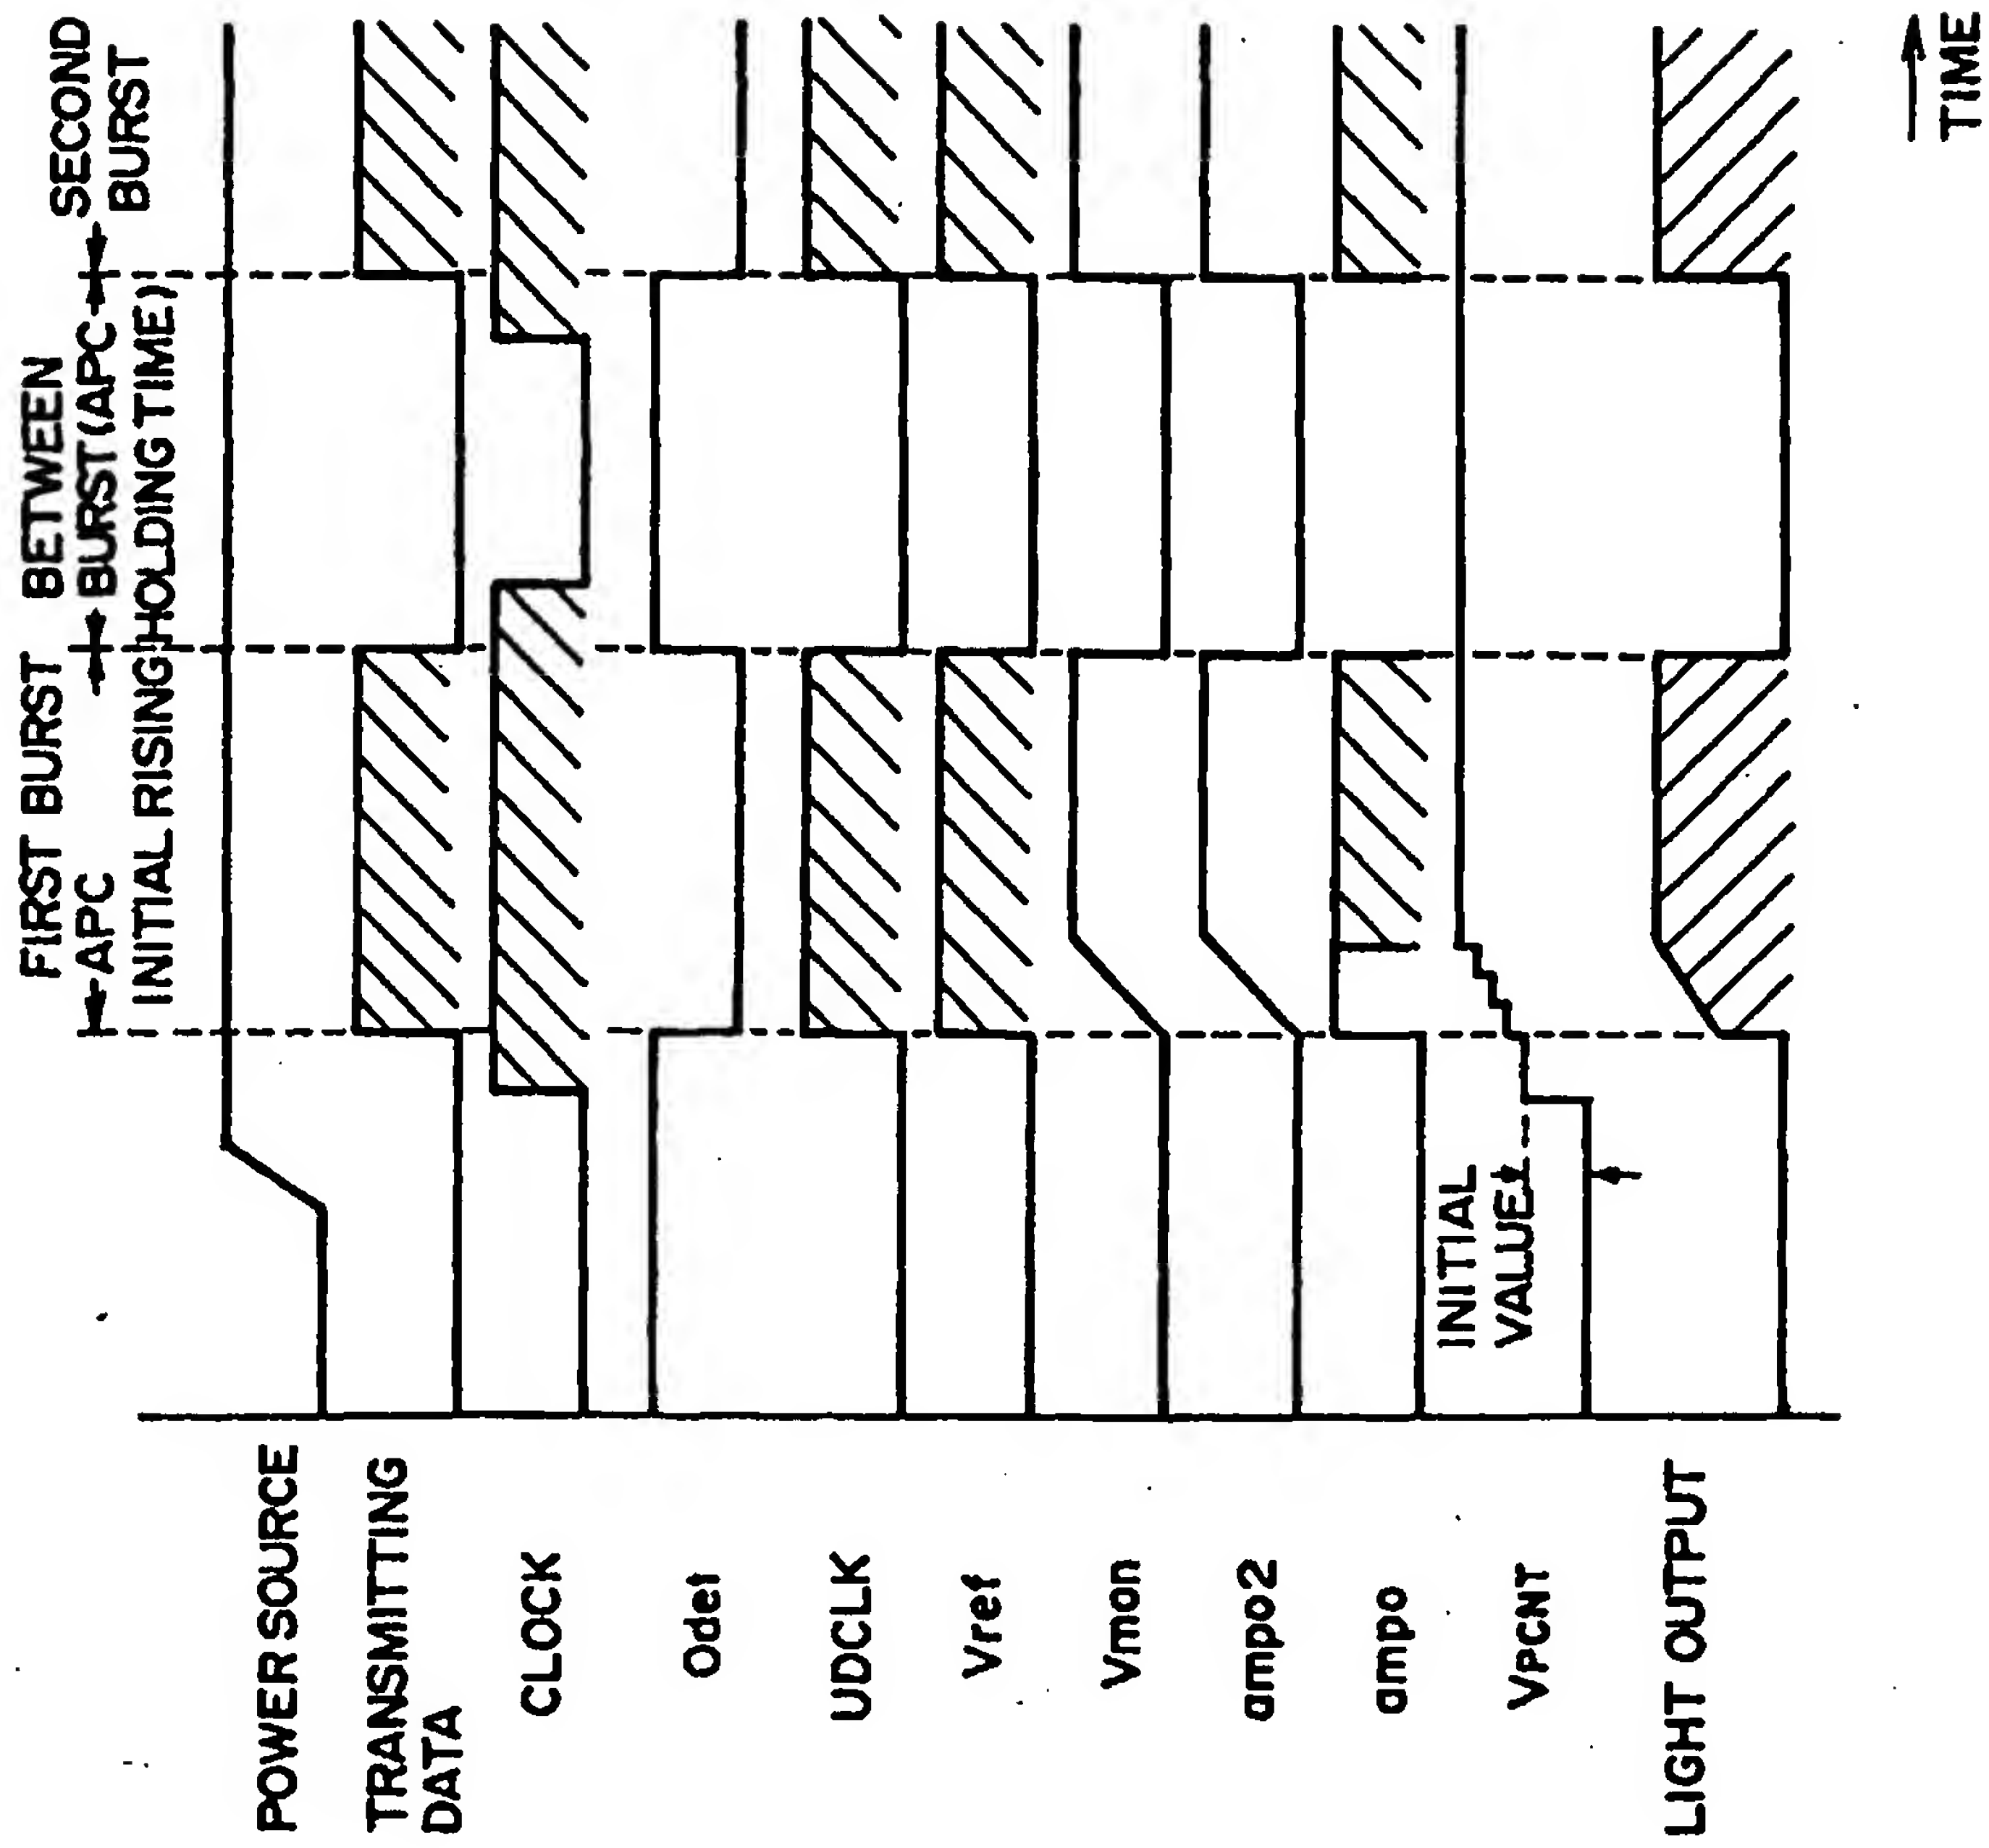 FIRST BURST
APC
INITIAL RISING
BETWEEN
BURST (APC
HOLDING TIME)
SECOND
BURST
POWER SOURCE
TRANSMITTING
DATA
CLOCK
Odet
UDCLK
Vref
Vmon
ampo2
ampo
INITIAL
VALUE
VPCNT
LIGHT OUTPUT
TIME